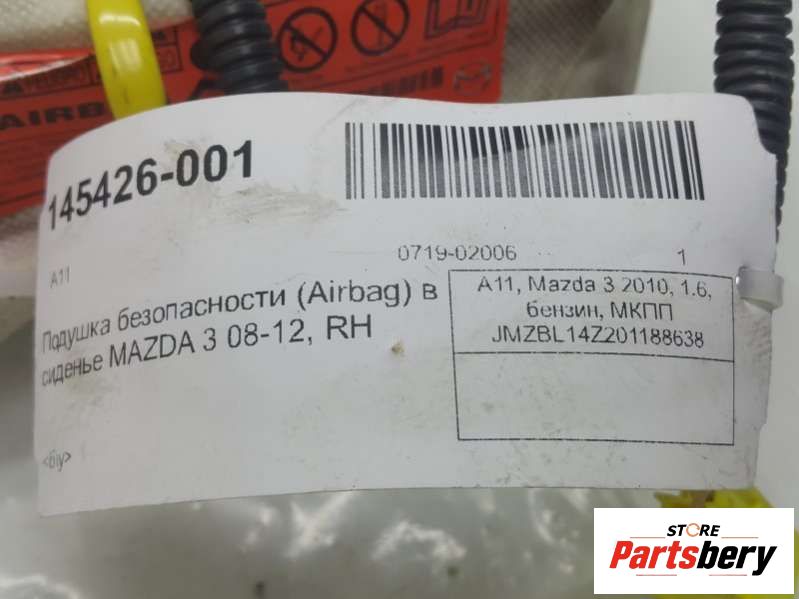 AIRB
145426-001
0719-02006 1
A11
Подушка безопасности (Airbag) в
сиденье MAZDA 3 08-12, RH
A11, Mazda 3 2010, 1.6,
бензин, МКПП
JMZBL14Z201188638
<бу>
STORE
Partsbery